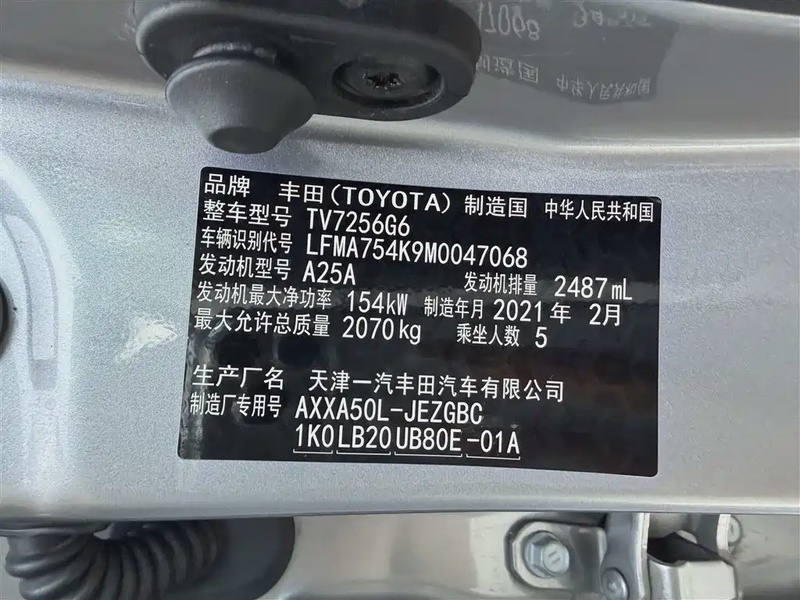 品牌 丰田(TOYOTA) 制造国 中华人民共和国
整车型号 TV7256G6
车辆识别代号 LFMA754K9M0047068
发动机型号 A25A 发动机排量 2487mL
发动机最大净功率 154kW 制造年月 2021年 2月
最大允许总质量 2070kg 乘坐人数 5
生产厂名 天津一汽丰田汽车有限公司
制造厂专用号 AXXA50L-JEZGBC
1K0 LB20 UB80E -01A